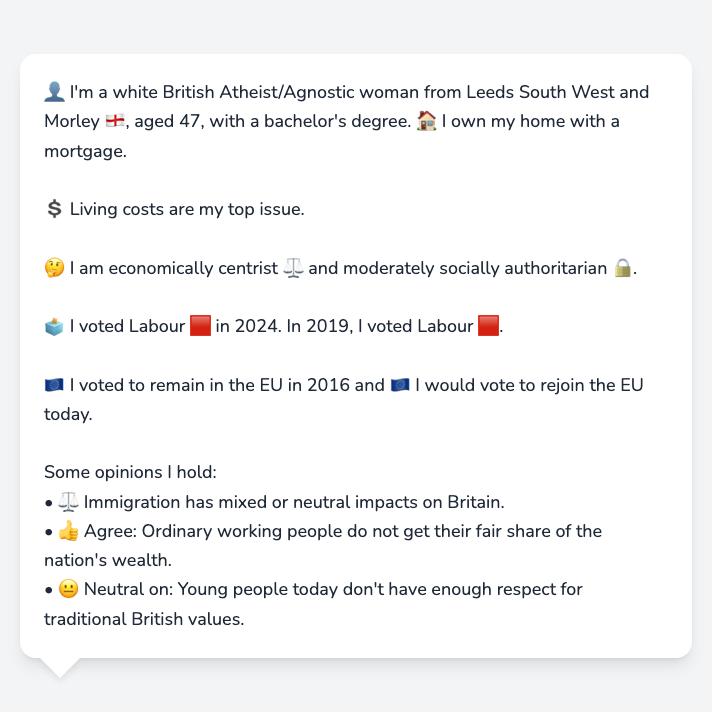 👤 I'm a white British Atheist/Agnostic woman from Leeds South West and
Morley 🏴󠁧󠁢󠁥󠁮󠁧󠁿, aged 47, with a bachelor's degree. 🏠 I own my home with a
mortgage.
💲 Living costs are my top issue.
🤔 I am economically centrist ⚖️ and moderately socially authoritarian 🔒.
🗳️ I voted Labour 🟥 in 2024. In 2019, I voted Labour 🟥.
🇪🇺 I voted to remain in the EU in 2016 and 🇪🇺 I would vote to rejoin the EU
today.
Some opinions I hold:
• ⚖️ Immigration has mixed or neutral impacts on Britain.
• 👍 Agree: Ordinary working people do not get their fair share of the
nation's wealth.
• 😐 Neutral on: Young people today don't have enough respect for
traditional British values.